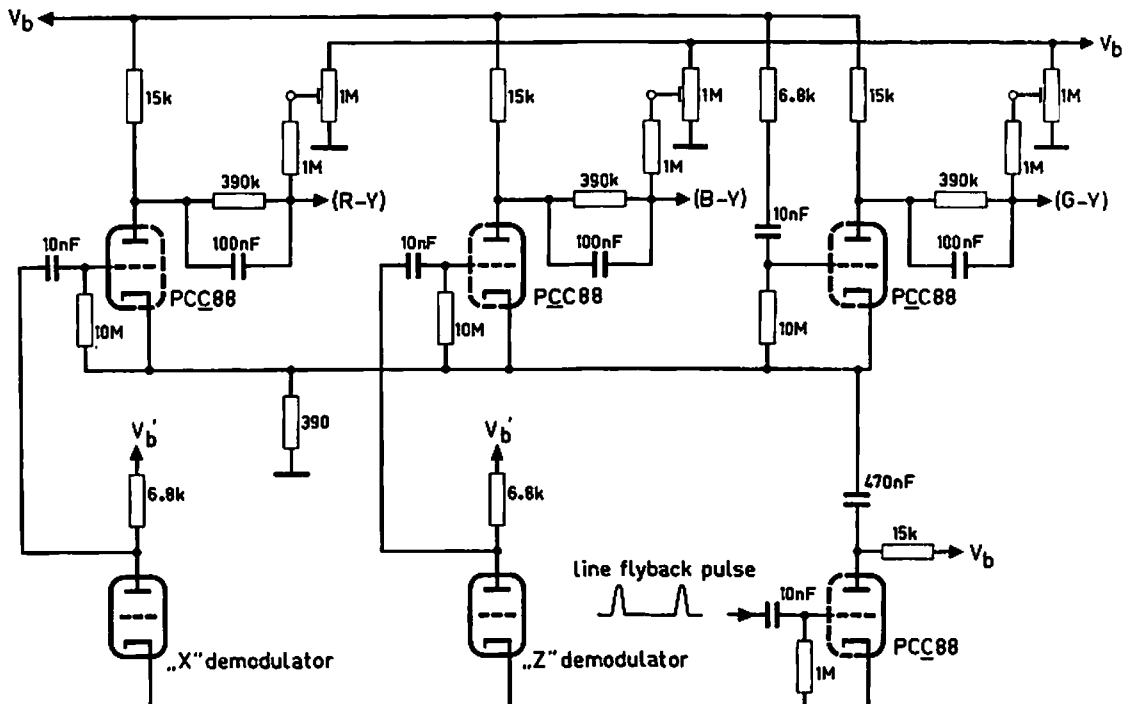 Vb
Vb
15k
1M
1M
15k
1M
1M
6.8k
15k
1M
1M
390k
(R-Y)
390k
(B-Y)
390k
(G-Y)
10nF
10nF
100nF
10nF
100nF
100nF
PCC88
PCC88
PCC88
10M
10M
10M
390
Vb'
Vb'
6.8k
6.8k
470nF
15k
Vb
line flyback pulse
10nF
PCC88
„X" demodulator
„Z" demodulator
1M